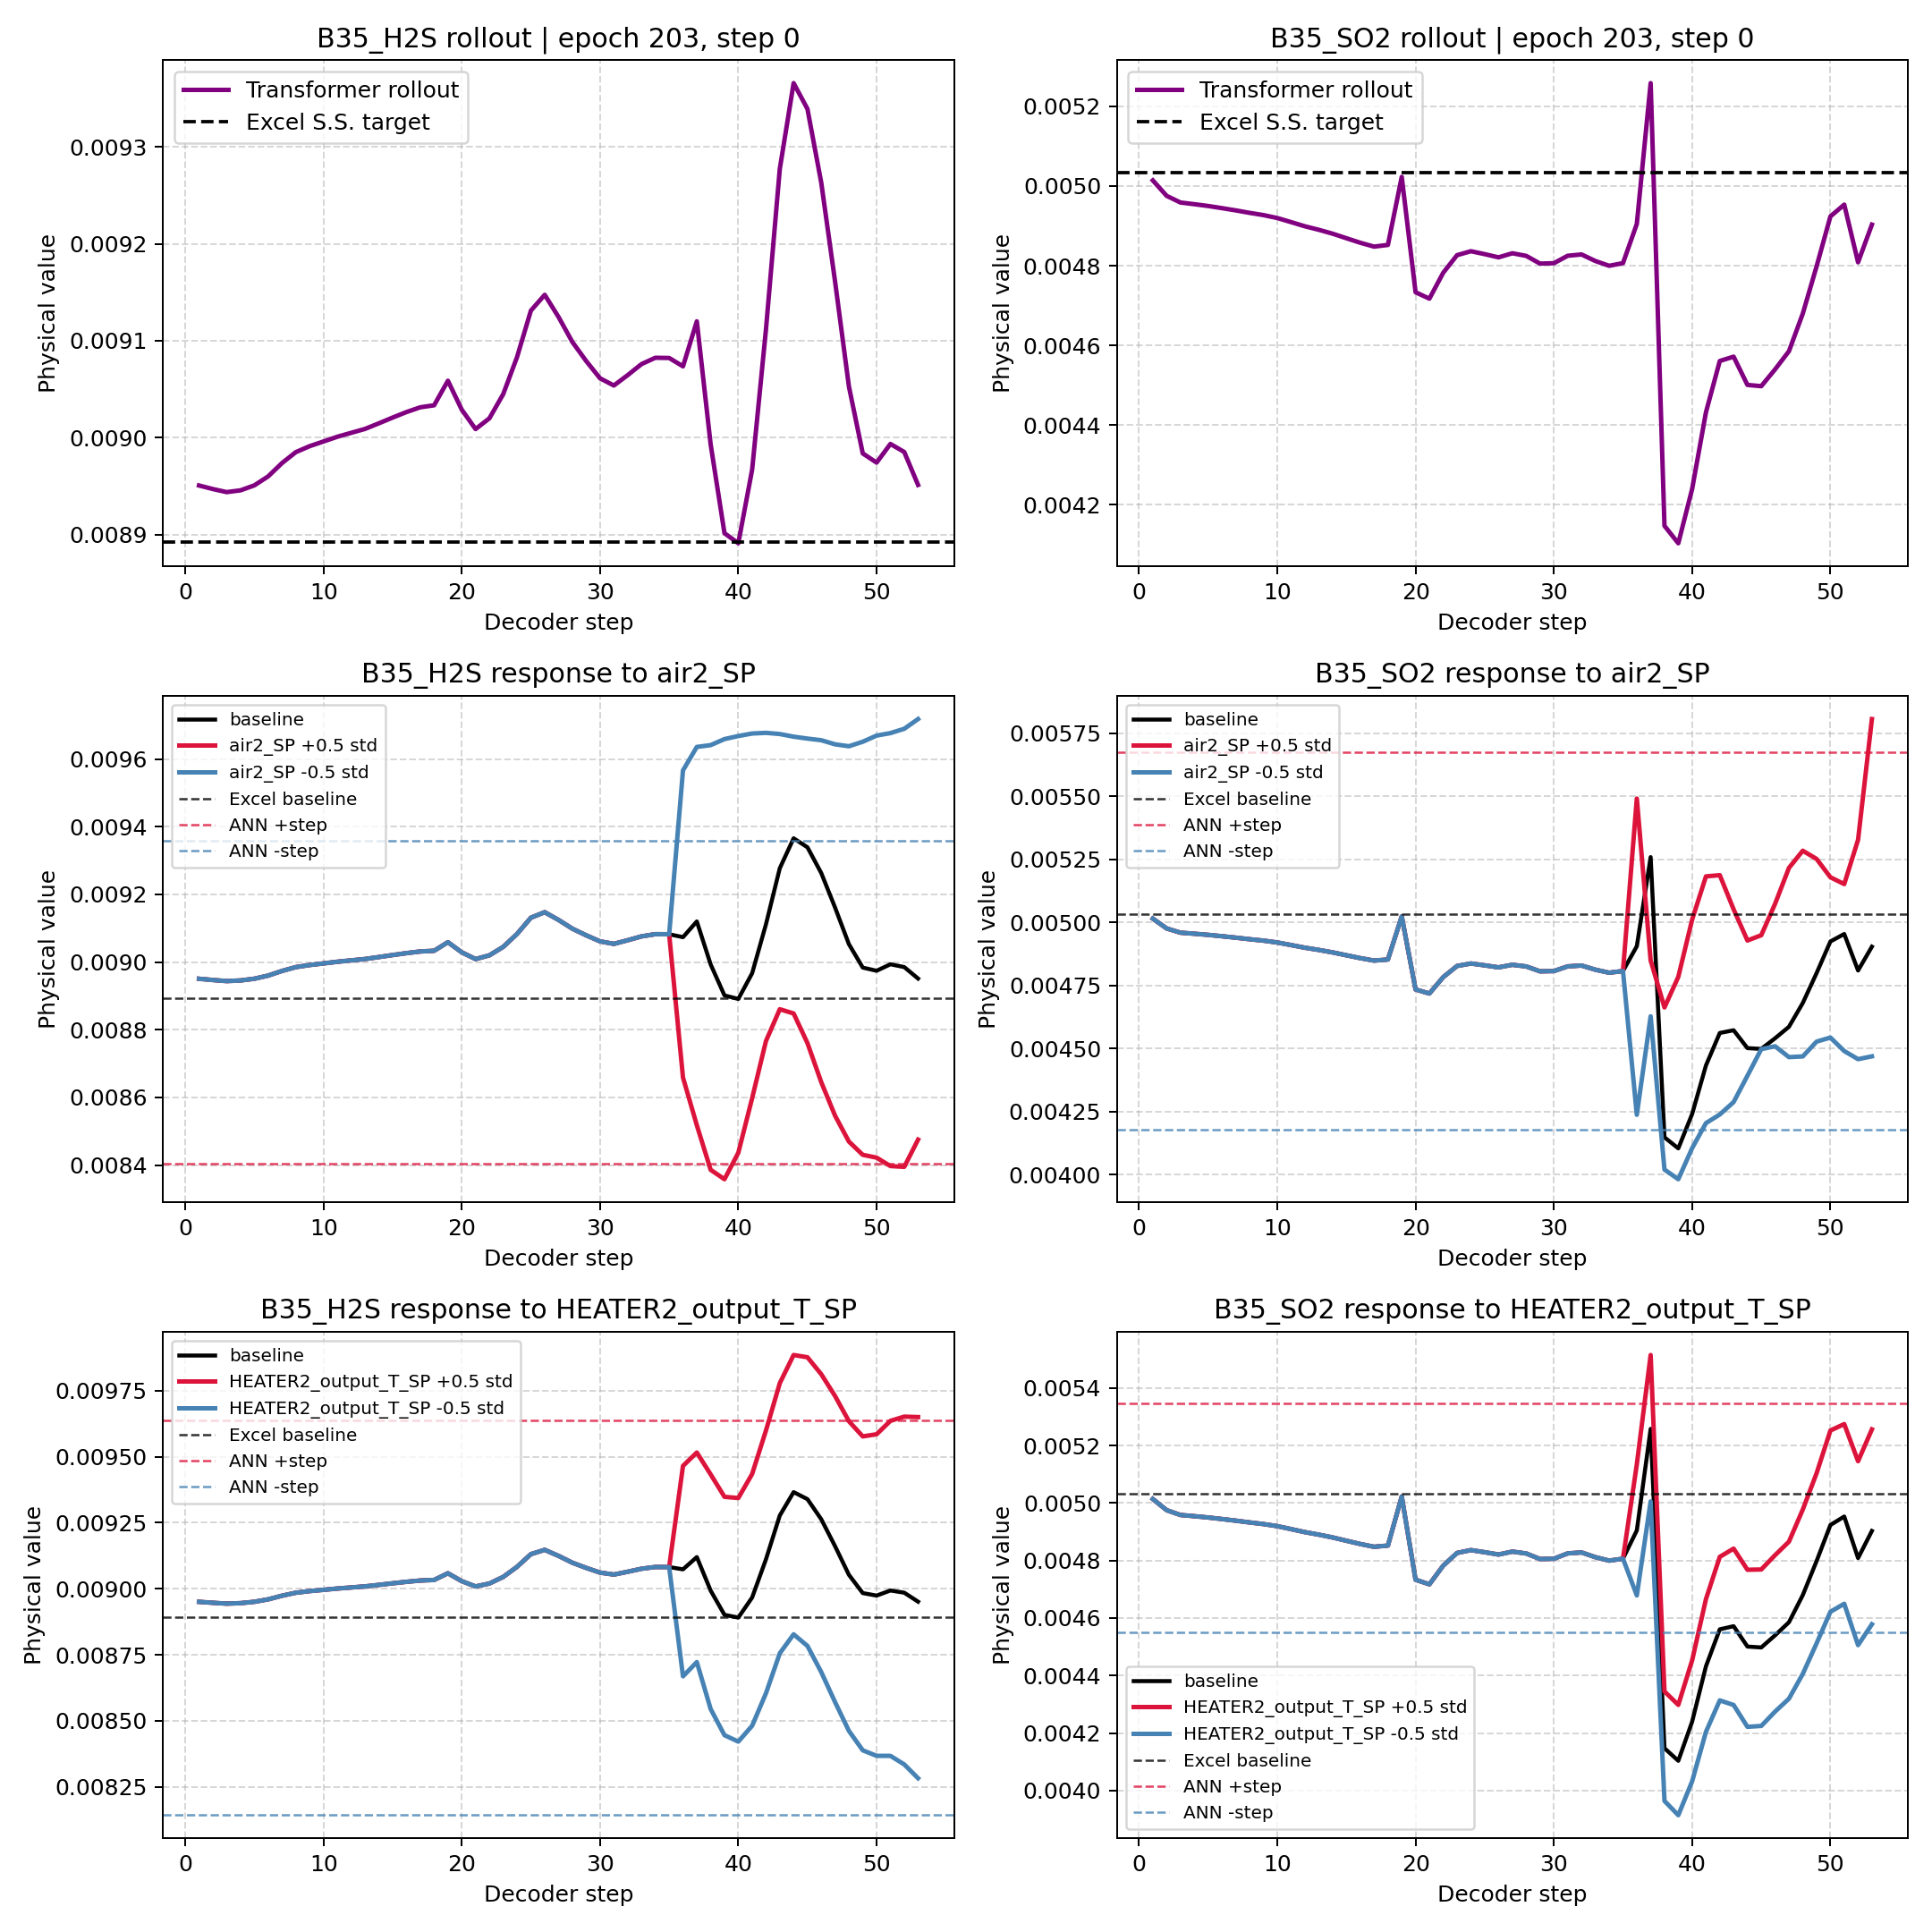 B35_H2S rollout | epoch 203, step 0
Transformer rollout
Excel S.S. target
Physical value
0.0093
0.0092
0.0091
0.0090
0.0089
0 10 20 30 40 50
Decoder step
B35_SO2 rollout | epoch 203, step 0
Transformer rollout
Excel S.S. target
Physical value
0.0052
0.0050
0.0048
0.0046
0.0044
0.0042
0 10 20 30 40 50
Decoder step
B35_H2S response to air2_SP
baseline
air2_SP +0.5 std
air2_SP -0.5 std
Excel baseline
ANN +step
ANN -step
Physical value
0.0096
0.0094
0.0092
0.0090
0.0088
0.0086
0.0084
0 10 20 30 40 50
Decoder step
B35_SO2 response to air2_SP
baseline
air2_SP +0.5 std
air2_SP -0.5 std
Excel baseline
ANN +step
ANN -step
Physical value
0.00575
0.00550
0.00525
0.00500
0.00475
0.00450
0.00425
0.00400
0 10 20 30 40 50
Decoder step
B35_H2S response to HEATER2_output_T_SP
baseline
HEATER2_output_T_SP +0.5 std
HEATER2_output_T_SP -0.5 std
Excel baseline
ANN +step
ANN -step
Physical value
0.00975
0.00950
0.00925
0.00900
0.00875
0.00850
0.00825
0 10 20 30 40 50
Decoder step
B35_SO2 response to HEATER2_output_T_SP
Physical value
0.0054
0.0052
0.0050
0.0048
0.0046
0.0044
0.0042
0.0040
baseline
HEATER2_output_T_SP +0.5 std
HEATER2_output_T_SP -0.5 std
Excel baseline
ANN +step
ANN -step
0 10 20 30 40 50
Decoder step